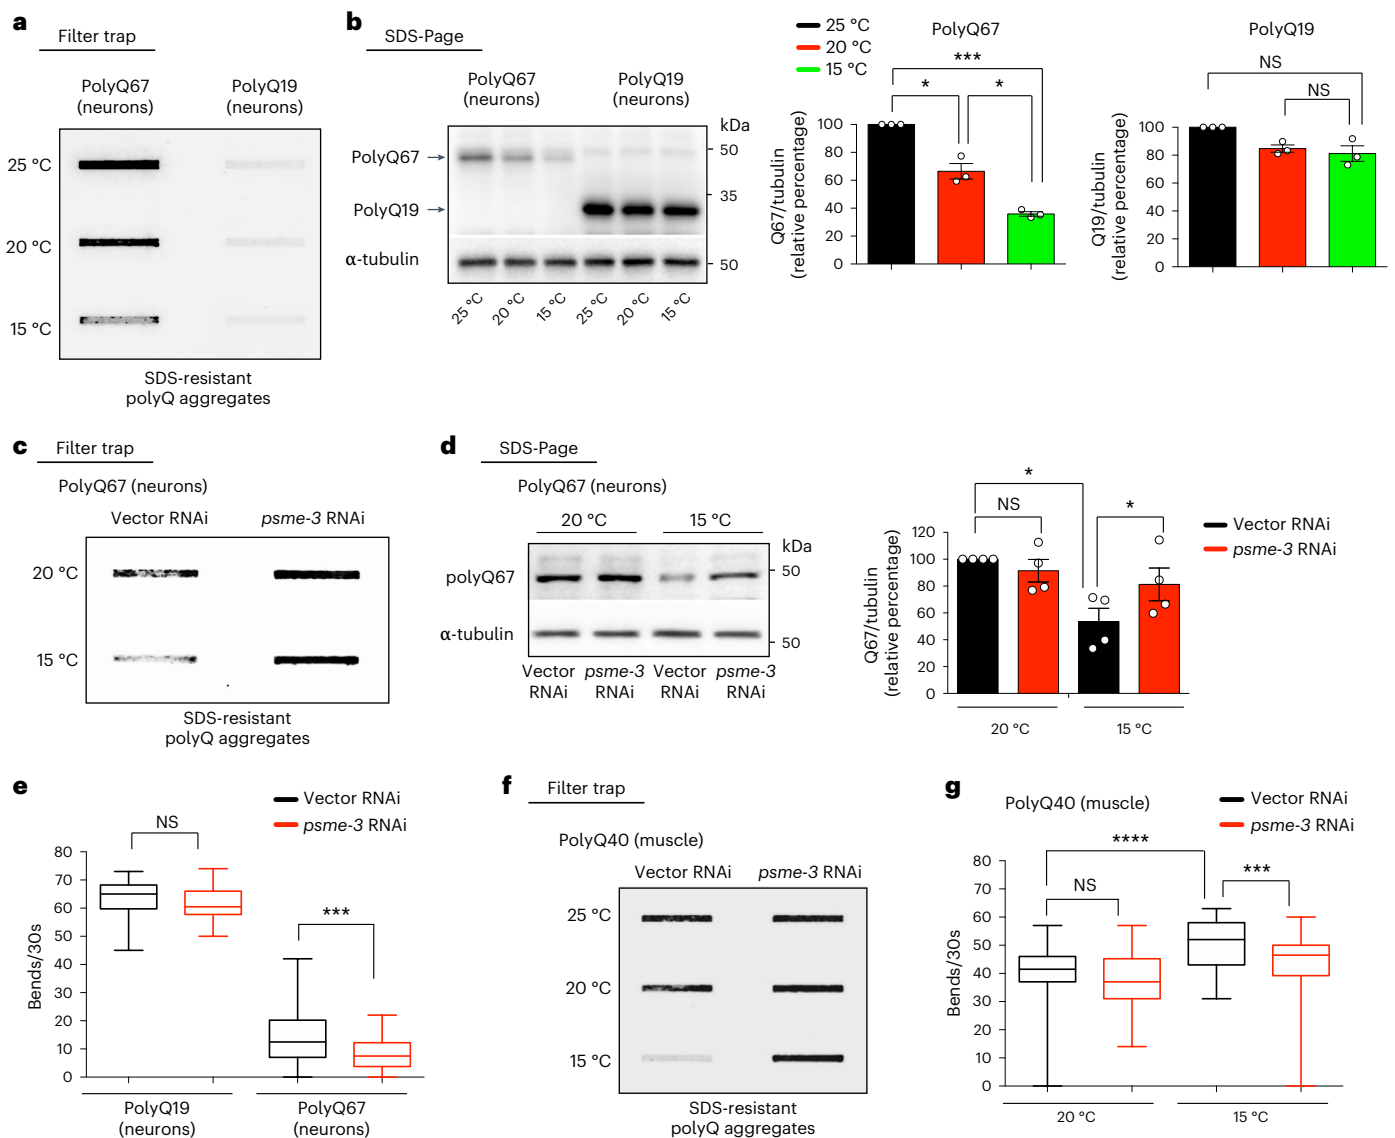 a
Filter trap
PolyQ67
(neurons)
PolyQ19
(neurons)
25 °C
20 °C
15 °C
SDS-resistant
polyQ aggregates
b
SDS-Page
PolyQ67
(neurons)
PolyQ19
(neurons)
kDa
PolyQ67
50
PolyQ19
35
α-tubulin
50
25 °C
20 °C
15 °C
25 °C
20 °C
15 °C
25 °C
20 °C
15 °C
PolyQ67
***
*
*
Q67/tubulin
(relative percentage)
100
80
60
40
20
0
PolyQ19
NS
NS
Q19/tubulin
(relative percentage)
100
80
60
40
20
0
c
Filter trap
PolyQ67 (neurons)
Vector RNAi
psme-3 RNAi
20 °C
15 °C
SDS-resistant
polyQ aggregates
d
SDS-Page
PolyQ67 (neurons)
20 °C
15 °C
kDa
polyQ67
50
α-tubulin
50
Vector
RNAi
psme-3
RNAi
Vector
RNAi
psme-3
RNAi
*
NS
*
Vector RNAi
psme-3 RNAi
Q67/tubulin
(relative percentage)
120
100
80
60
40
20
0
20 °C
15 °C
e
Vector RNAi
psme-3 RNAi
NS
***
Bends/30s
80
70
60
50
40
30
20
10
0
PolyQ19
(neurons)
PolyQ67
(neurons)
f
Filter trap
PolyQ40 (muscle)
Vector RNAi
psme-3 RNAi
25 °C
20 °C
15 °C
SDS-resistant
polyQ aggregates
g
PolyQ40 (muscle)
Vector RNAi
psme-3 RNAi
****
NS
***
Bends/30s
80
70
60
50
40
30
20
10
0
20 °C
15 °C